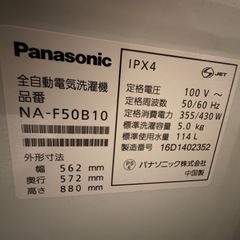 Panasonic
全自動電気洗濯機
品番
NA-F50B10
外形寸法
幅 562 mm
奥行 572 mm
高さ 880 mm
IPX4
JET
定格電圧 100 V ~
定格周波数 50/60 Hz
定格消費電力 355/430 W
標準洗濯容量 5.0 kg
標準使用水量 114 L
製造番号 16D1402352
パナソニック株式会社
中国製